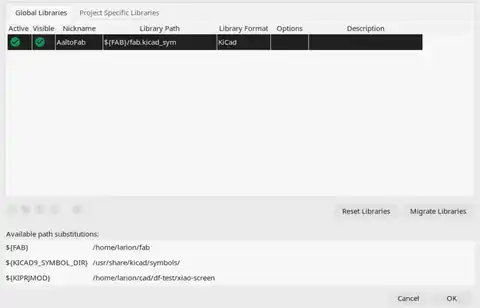 Global Libraries Project Specific Libraries
Active Visible Nickname Library Path Library Format Options Description
AaltoFab ${FAB}/fab.kicad_sym KiCad
Reset Libraries Migrate Libraries
Available path substitutions:
${FAB} /home/larion/fab
${KICAD9_SYMBOL_DIR} /usr/share/kicad/symbols/
${KIPRJMOD} /home/larion/cad/df-test/xiao-screen
Cancel OK